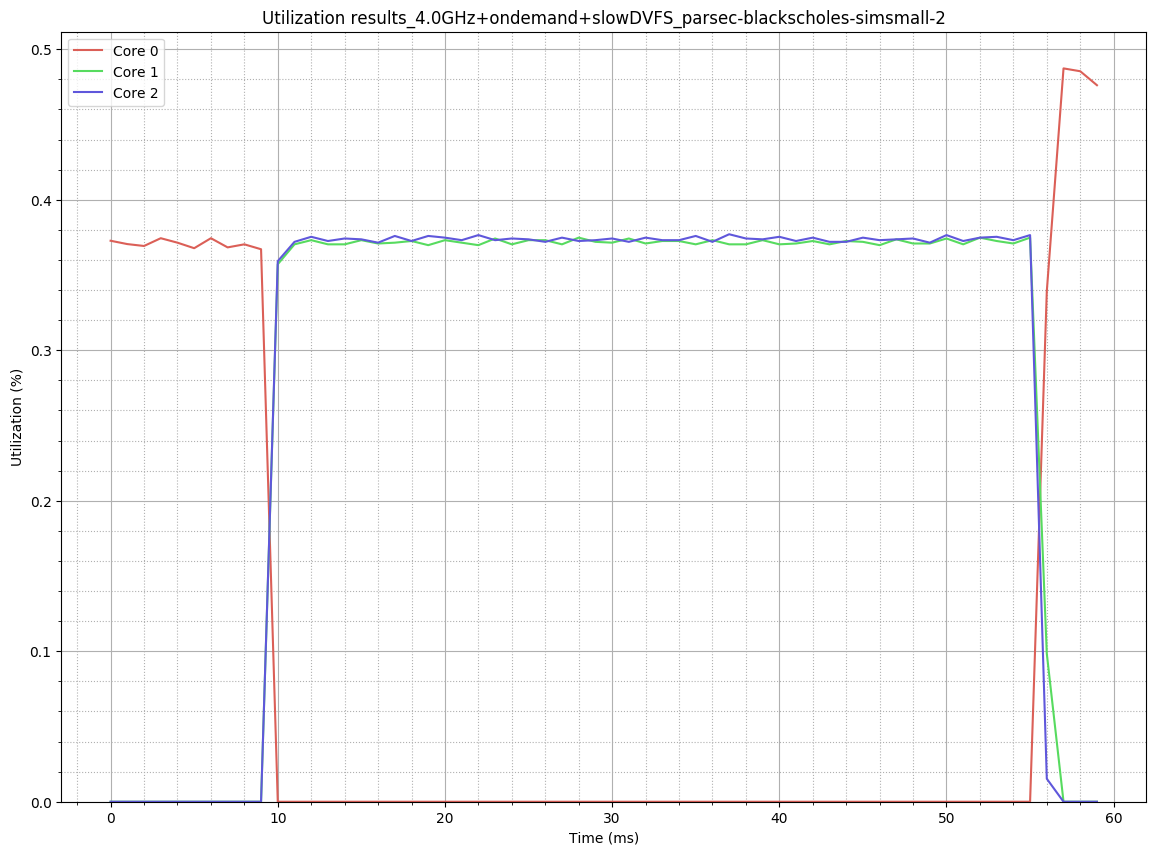 Utilization results_4.0GHz+ondemand+slowDVFS_parsec-blackscholes-simsmall-2
Core 0
Core 1
Core 2
Utilization (%)
0.5
0.4
0.3
0.2
0.1
0.0
0 10 20 30 40 50 60
Time (ms)